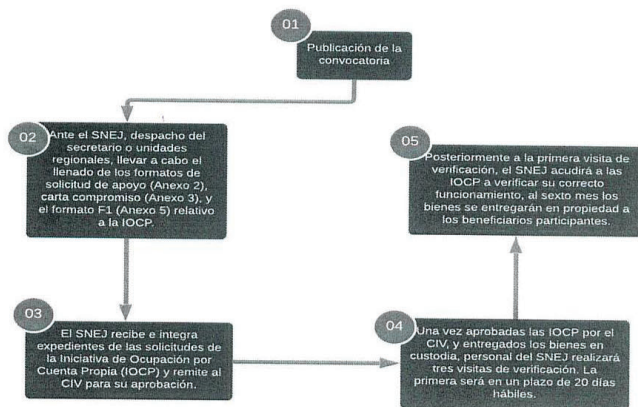 01
Publicación de la
convocatoria
02
Ante el SNEJ, despacho del
secretario o unidades
regionales, llevar a cabo el
llenado de los formatos de
solicitud de apoyo (Anexo 2),
carta compromiso (Anexo 3), y
el formato F1 (Anexo 5) relativo
a la IOCP.
03
El SNEJ recibe e integra
expedientes de las solicitudes de
la Iniciativa de Ocupación por
Cuenta Propia (IOCP) y remite al
CIV para su aprobación.
04
Una vez aprobadas las IOCP por el
CIV, y entregados los bienes en
custodia, personal del SNEJ realizará
tres visitas de verificación. La
primera será en un plazo de 20 días
hábiles.
05
Posteriormente a la primera visita de
verificación, el SNEJ acudirá a las
IOCP a verificar su correcto
funcionamiento, al sexto mes los
bienes se entregarán en propiedad a
los beneficiarios participantes.